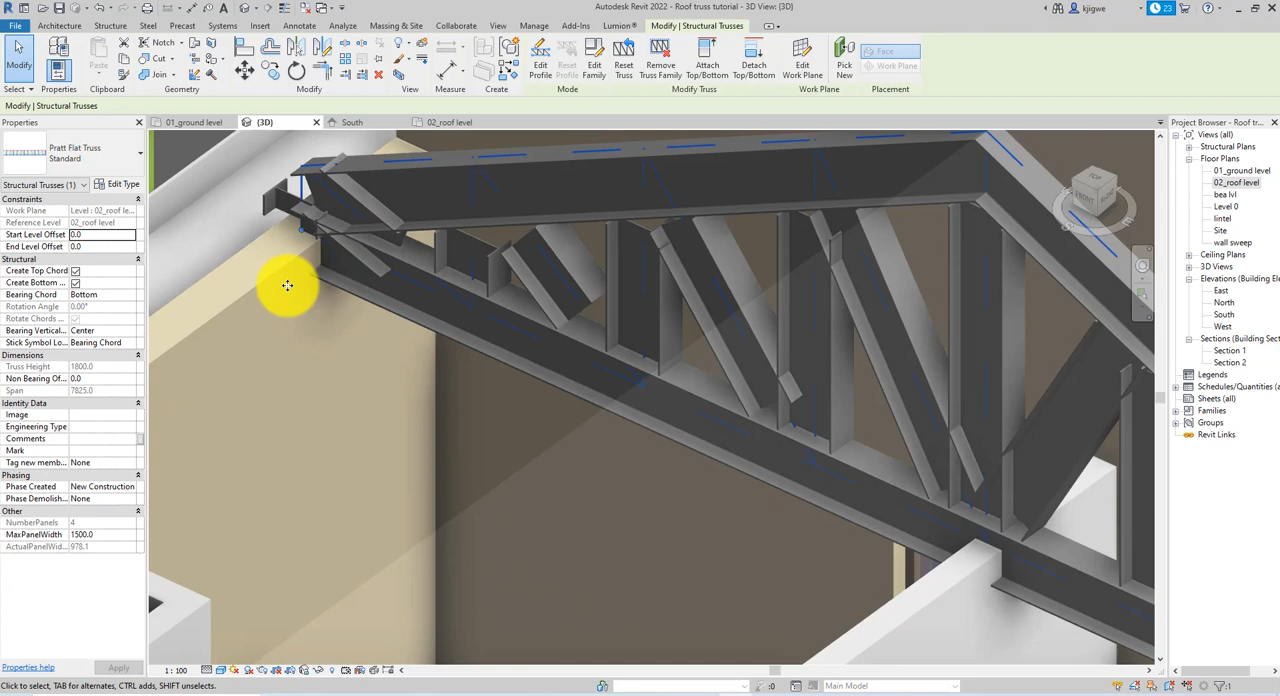 Autodesk Revit 2022 - Roof truss tutorial - 3D View: {3D}
kjigwe
23
File Architecture Structure Steel Precast Systems Insert Annotate Analyze Massing & Site Collaborate View Manage Add-Ins Lumion® Modify | Structural Trusses
Modify
Properties
Paste
Notch
Cut
Join
Edit Profile
Reset Profile
Edit Family
Reset Truss
Remove Truss Family
Attach Top/Bottom
Detach Top/Bottom
Edit Work Plane
Pick New
Face
Work Plane
Select Properties Clipboard Geometry Modify View Measure Create Mode Modify Truss Work Plane Placement
Modify | Structural Trusses
Properties
01_ground level {3D} South 02_roof level
Project Browser - Roof tr...
Pratt Flat Truss
Standard
Structural Trusses (1) Edit Type
Constraints
Work Plane Level : 02_roof le...
Reference Level 02_roof level
Start Level Offset 0.0
End Level Offset 0.0
Structural
Create Top Chord
Create Bottom ...
Bearing Chord Bottom
Rotation Angle 0.00°
Rotate Chords ...
Bearing Vertical... Center
Stick Symbol Lo... Bearing Chord
Dimensions
Truss Height 1800.0
Non Bearing Of... 0.0
Span 7825.0
Identity Data
Image
Engineering Type
Comments
Mark
Tag new memb... None
Phasing
Phase Created New Construction
Phase Demolish... None
Other
NumberPanels 4
MaxPanelWidth 1500.0
ActualPanelWid... 978.1
Properties help Apply
TOP
FRONT
Views (all)
Structural Plans
Floor Plans
01_ground level
02_roof level
bea lvl
Level 0
lintel
Site
wall sweep
Ceiling Plans
3D Views
Elevations (Building
East
North
South
West
Sections (Building Sec
Section 1
Section 2
Legends
Schedules/Quantities (a
Sheets (all)
Families
Groups
Revit Links
1 : 100
Click to select, TAB for alternates, CTRL adds, SHIFT unselects.
:0
Main Model
:1